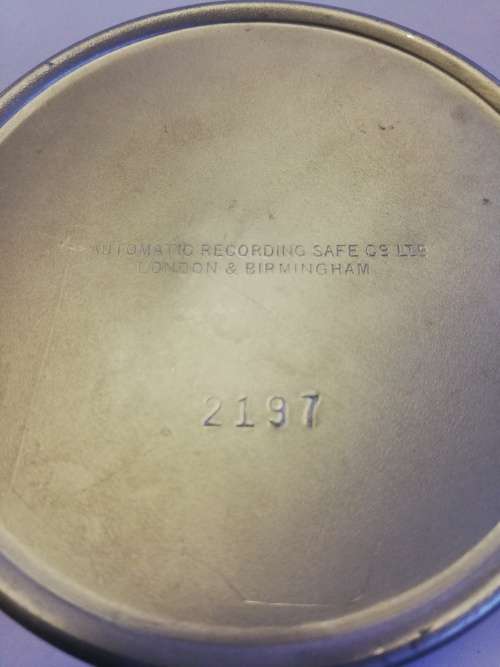 AUTOMATIC RECORDING SAFE Cº LTD
LONDON & BIRMINGHAM
2197